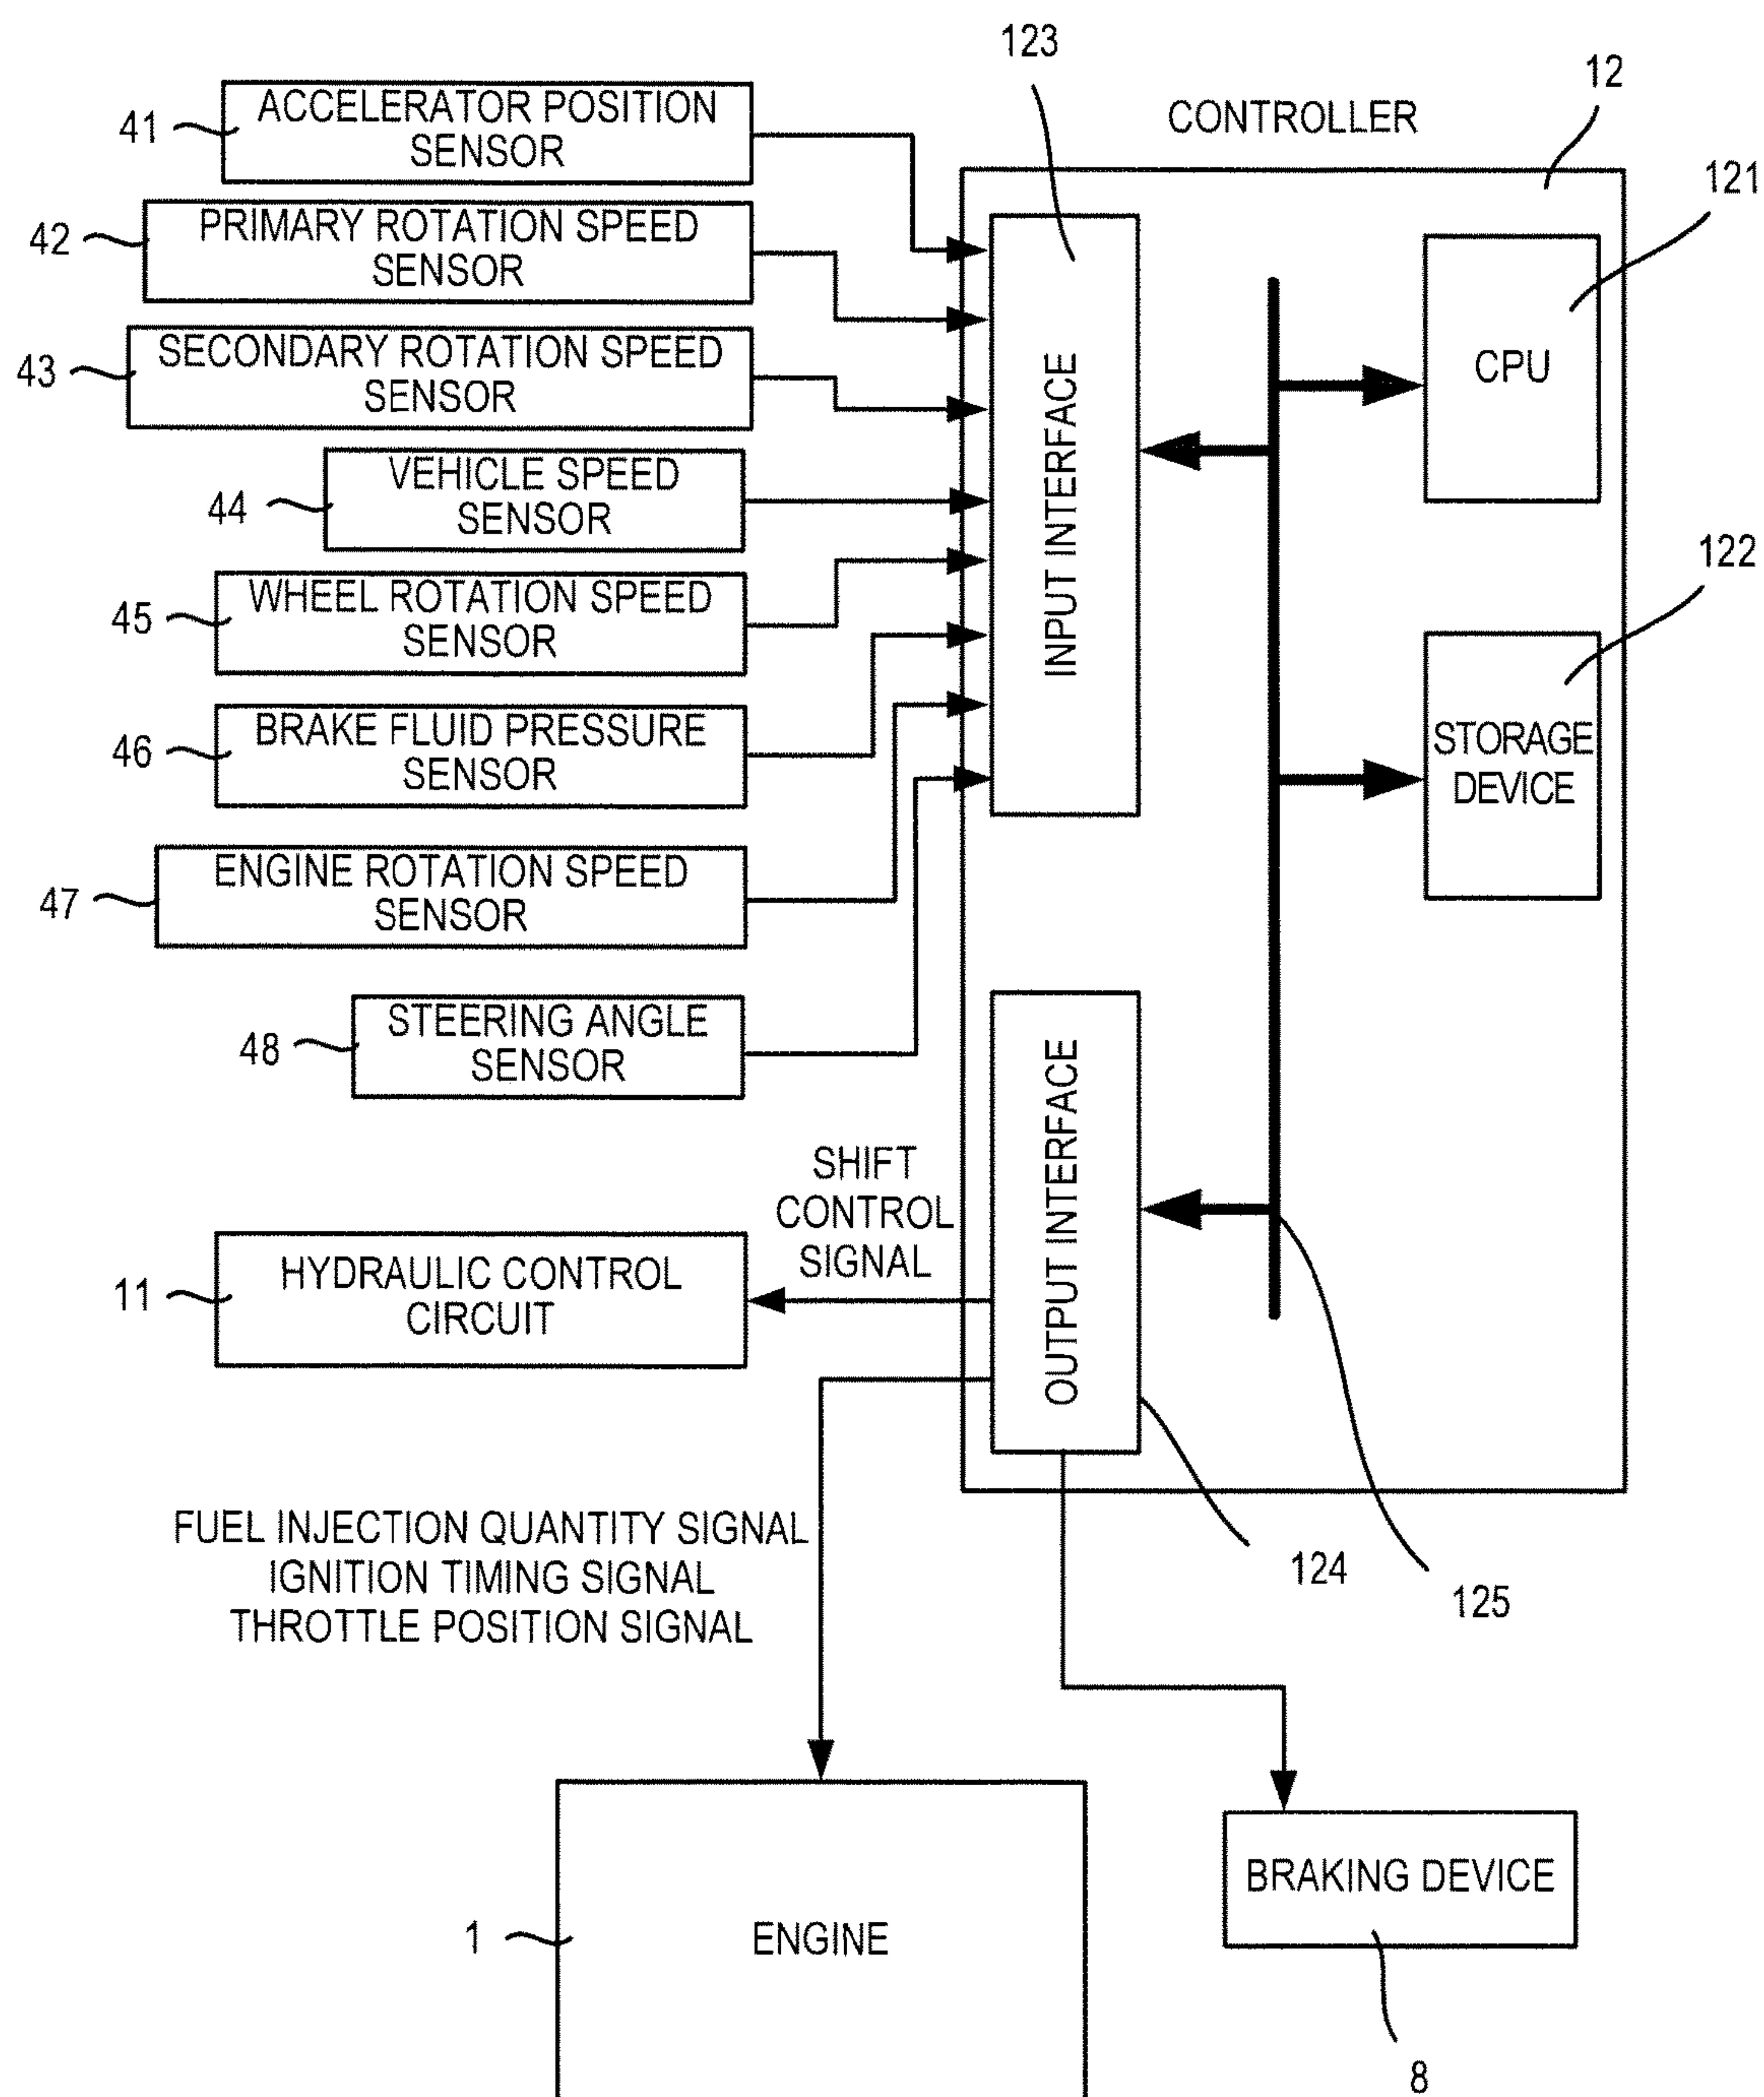 123
12
CONTROLLER
121
41
ACCELERATOR POSITION
SENSOR
42
PRIMARY ROTATION SPEED
SENSOR
43
SECONDARY ROTATION SPEED
SENSOR
44
VEHICLE SPEED
SENSOR
45
WHEEL ROTATION SPEED
SENSOR
46
BRAKE FLUID PRESSURE
SENSOR
47
ENGINE ROTATION SPEED
SENSOR
48
STEERING ANGLE
SENSOR
INPUT INTERFACE
CPU
122
STORAGE
DEVICE
OUTPUT INTERFACE
SHIFT
CONTROL
SIGNAL
11
HYDRAULIC CONTROL
CIRCUIT
FUEL INJECTION QUANTITY SIGNAL
IGNITION TIMING SIGNAL
THROTTLE POSITION SIGNAL
124
125
1
ENGINE
BRAKING DEVICE
8